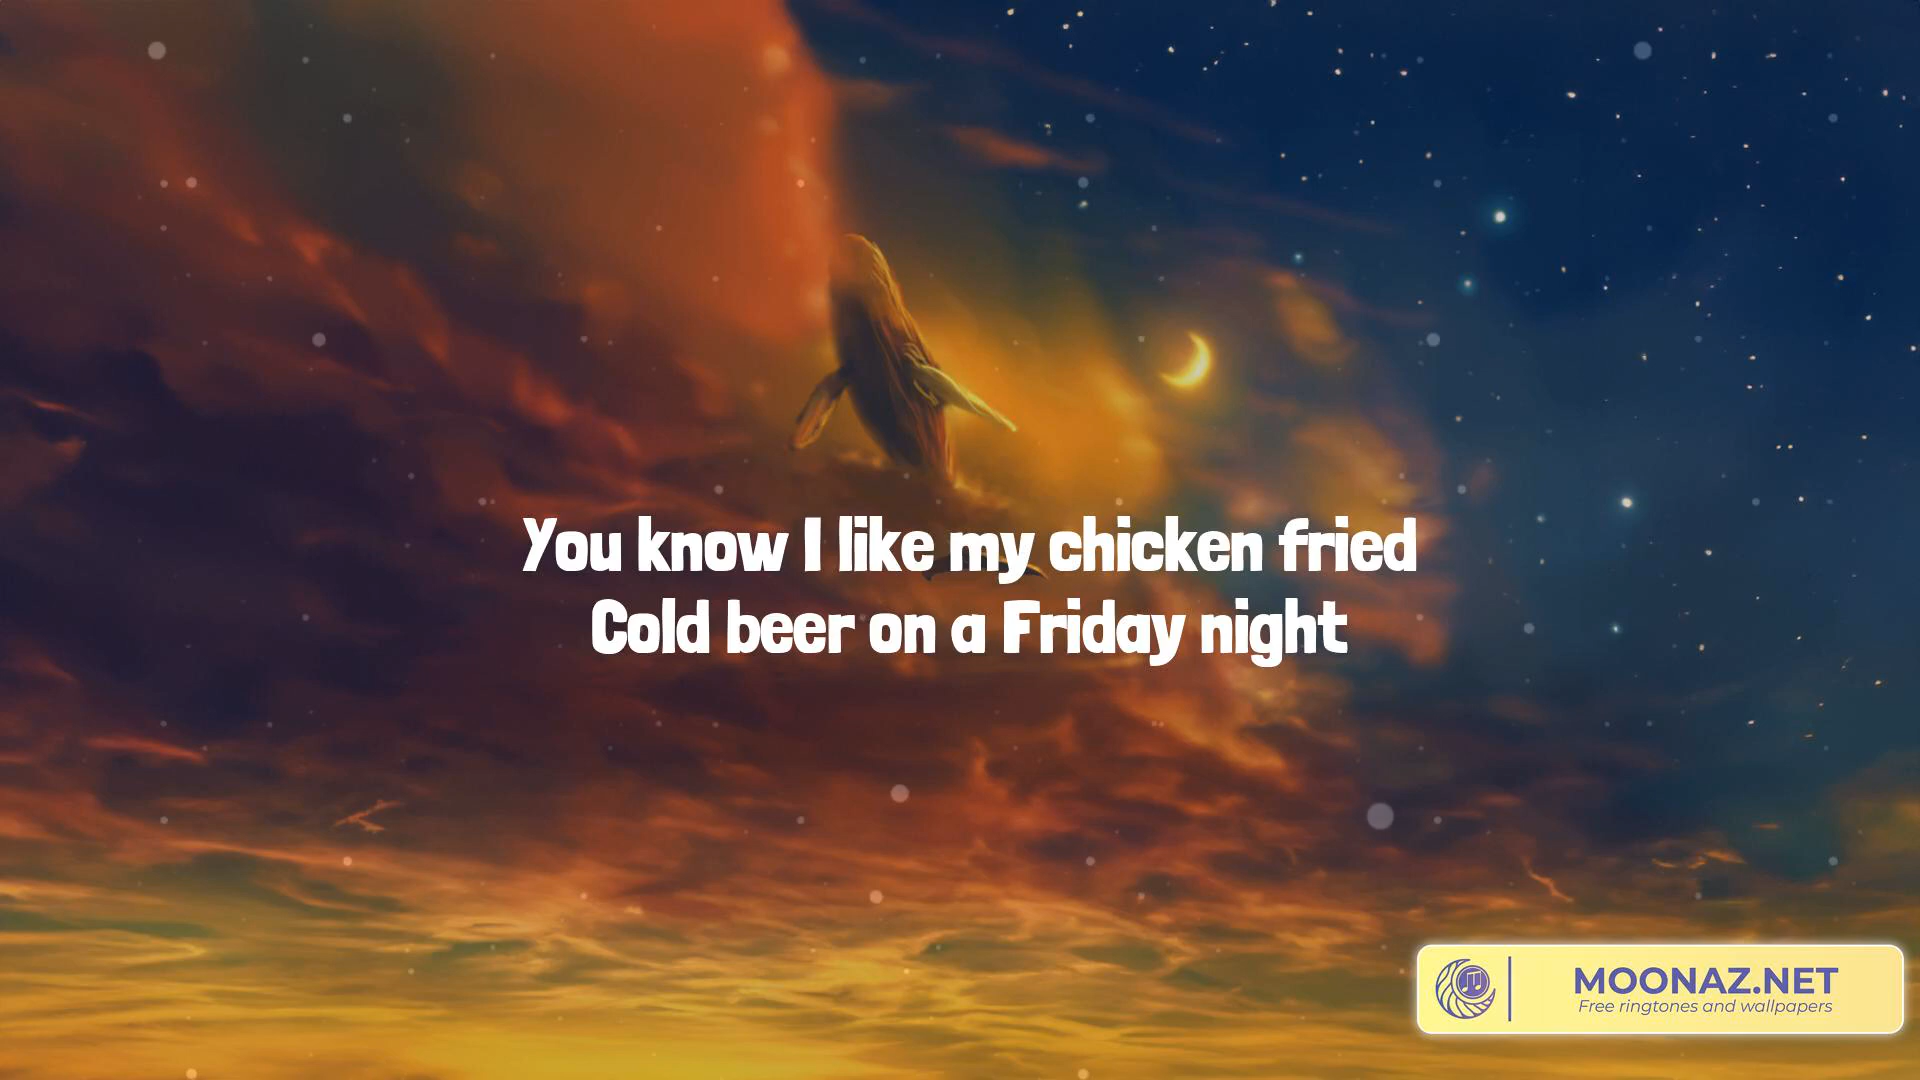 You know I like my chicken fried
Cold beer on a Friday night
MOONAZ.NET
Free ringtones and wallpapers